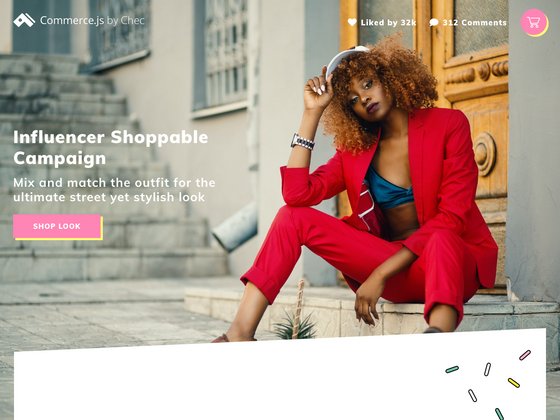 Commerce.js by Chec
Liked by 32k
312 Comments
Influencer Shoppable
Campaign
Mix and match the outfit for the
ultimate street yet stylish look
SHOP LOOK